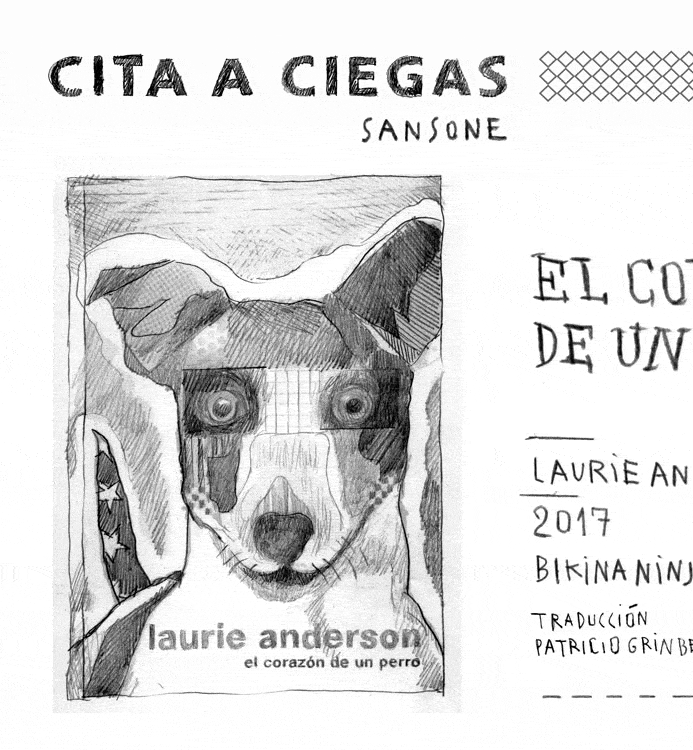 CITA A CIEGAS
SANSONE
EL CO
DE UN
LAURIE AN
2017
BIKINA NINJ
TRADUCCIÓN
PATRICIO GRINBE
laurie anderson
el corazón de un perro